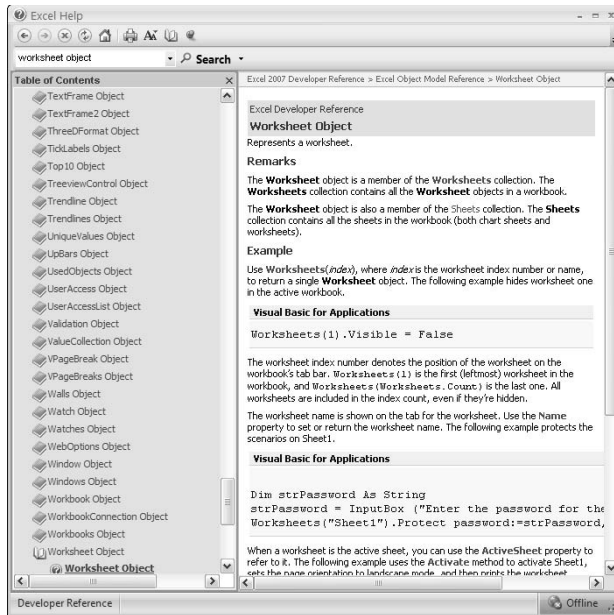 Excel Help
worksheet object
Search
Table of Contents
TextFrame Object
TextFrame2 Object
ThreeDFormat Object
TickLabels Object
Top10 Object
TreeviewControl Object
Trendline Object
Trendlines Object
UniqueValues Object
UpBars Object
UsedObjects Object
UserAccess Object
UserAccessList Object
Validation Object
ValueCollection Object
VPageBreak Object
VPageBreaks Object
Walls Object
Watch Object
Watches Object
WebOptions Object
Window Object
Windows Object
Workbook Object
WorkbookConnection Object
Workbooks Object
Worksheet Object
Worksheet Object
Excel 2007 Developer Reference > Excel Object Model Reference > Worksheet Object
Excel Developer Reference
Worksheet Object
Represents a worksheet.
Remarks
The Worksheet object is a member of the Worksheets collection. The
Worksheets collection contains all the Worksheet objects in a workbook.
The Worksheet object is also a member of the Sheets collection. The Sheets
collection contains all the sheets in the workbook (both chart sheets and
worksheets).
Example
Use Worksheets(index), where index is the worksheet index number or name,
to return a single Worksheet object. The following example hides worksheet one
in the active workbook.
Visual Basic for Applications
Worksheets(1).Visible = False
The worksheet index number denotes the position of the worksheet on the
workbook's tab bar. Worksheets(1) is the first (leftmost) worksheet in the
workbook, and Worksheets(Worksheets.Count) is the last one. All
worksheets are included in the index count, even if they're hidden.
The worksheet name is shown on the tab for the worksheet. Use the Name
property to set or return the worksheet name. The following example protects the
scenarios on Sheet1.
Visual Basic for Applications
Dim strPassword As String
strPassword = InputBox ("Enter the password for the
Worksheets("Sheet1").Protect password:=strPassword,
When a worksheet is the active sheet, you can use the ActiveSheet property to
refer to it. The following example uses the Activate method to activate Sheet1,
sets the page orientation to landscape mode, and then prints the worksheet.
Developer Reference
Offline